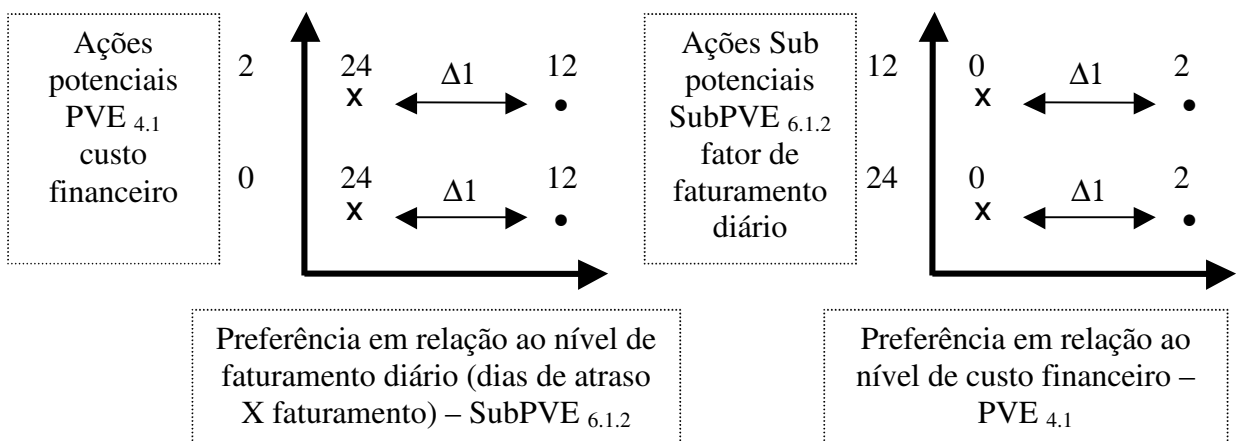 Ações
potenciais
PVE 4.1
custo
financeiro
2
24
Δ1
12
x
•
0
24
Δ1
12
x
•
Preferência em relação ao nível de
faturamento diário (dias de atraso
X faturamento) – SubPVE 6.1.2
Ações Sub
potenciais
SubPVE 6.1.2
fator de
faturamento
diário
12
0
Δ1
2
x
•
24
0
Δ1
2
x
•
Preferência em relação ao
nível de custo financeiro –
PVE 4.1